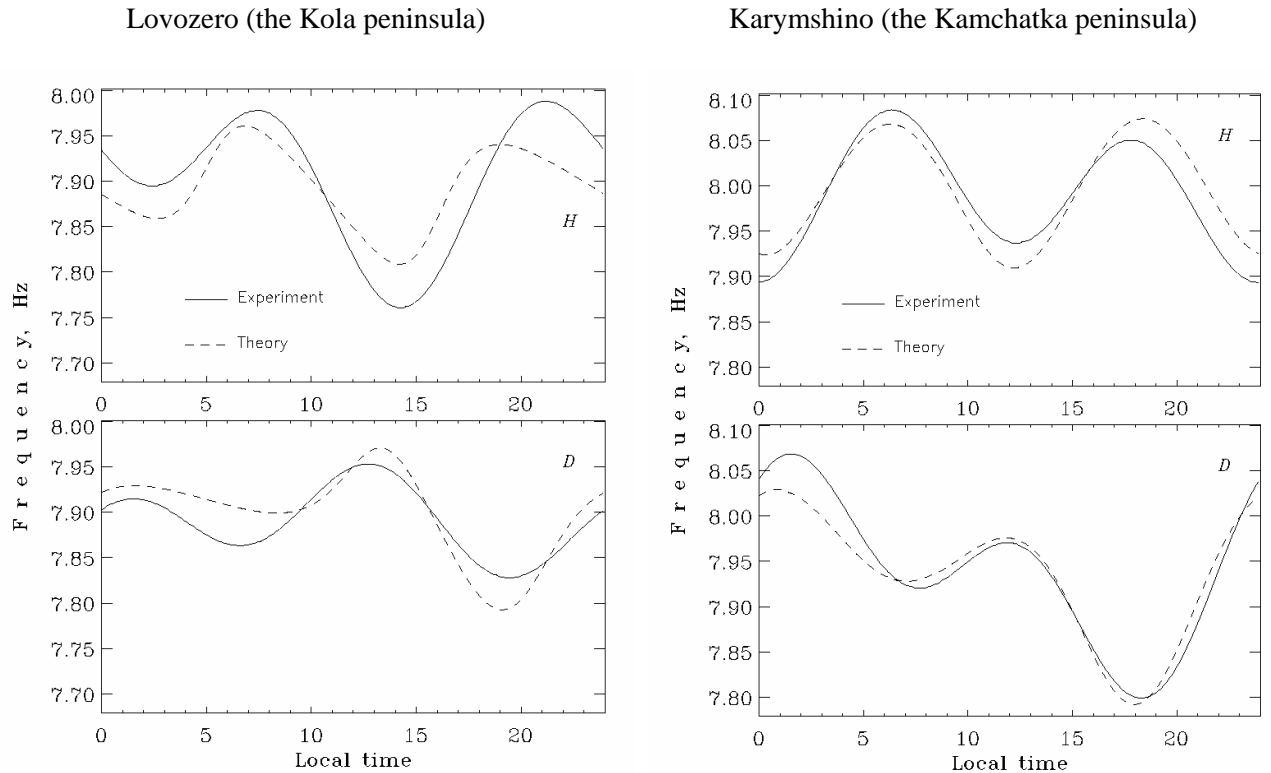 Lovozero (the Kola peninsula)
Karymshino (the Kamchatka peninsula)
Frequency, Hz
8.00
7.95
7.90
7.85
7.80
7.75
7.70
H
Experiment
Theory
0 5 10 15 20
8.00
7.95
7.90
7.85
7.80
7.75
7.70
D
0 5 10 15 20
Local time
Frequency, Hz
8.10
8.05
8.00
7.95
7.90
7.85
7.80
H
Experiment
Theory
0 5 10 15 20
8.10
8.05
8.00
7.95
7.90
7.85
7.80
D
0 5 10 15 20
Local time